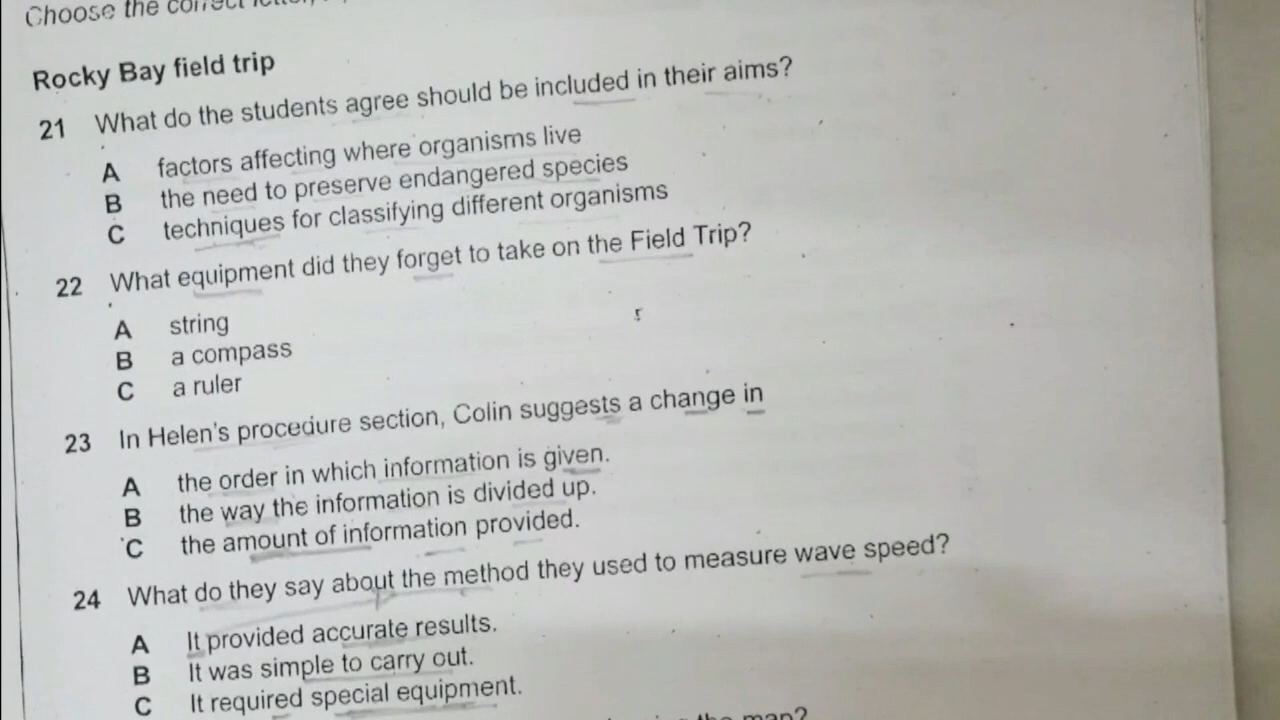 Choose the correct
Rocky Bay field trip
21 What do the students agree should be included in their aims?
A factors affecting where organisms live
B the need to preserve endangered species
C techniques for classifying different organisms
22 What equipment did they forget to take on the Field Trip?
A string
B a compass
C a ruler
23 In Helen's procedure section, Colin suggests a change in
A the order in which information is given.
B the way the information is divided up.
C the amount of information provided.
24 What do they say about the method they used to measure wave speed?
A It provided accurate results.
B It was simple to carry out.
C It required special equipment.
the map?